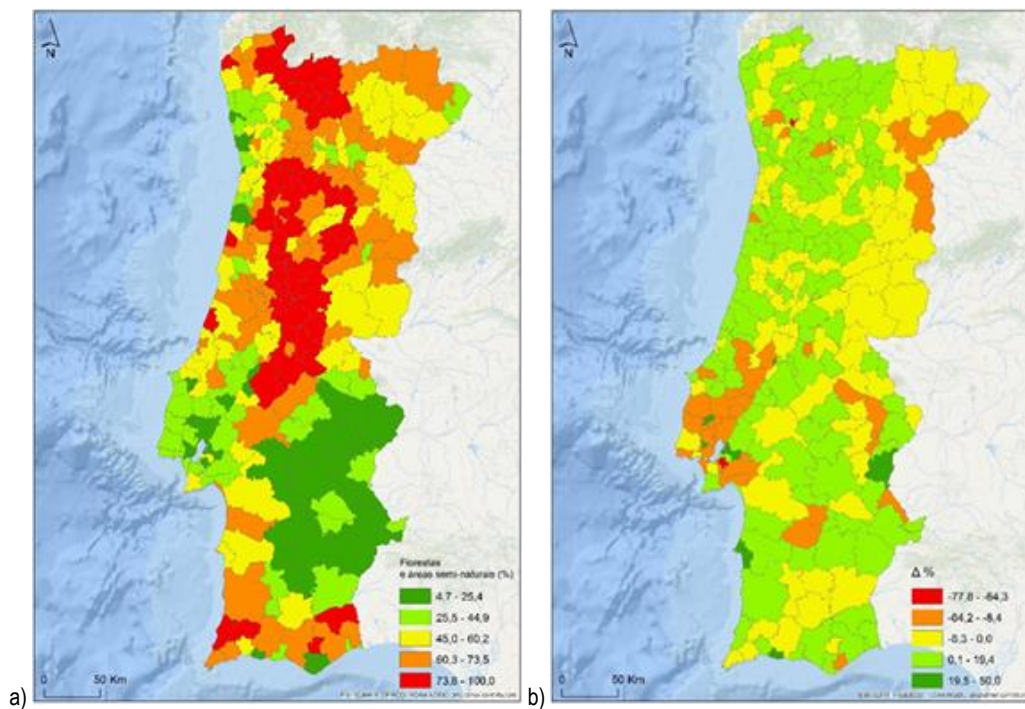 N
Florestas
e áreas semi-naturais (%)
4,7 - 25,4
25,5 - 44,9
45,0 - 60,2
60,3 - 73,5
73,6 - 100,0
0
50 Km
a)
N
Δ %
-77,8 - -64,3
-64,2 - -8,4
-8,3 - 0,0
0,1 - 19,4
19,5 - 50,0
0
50 Km
b)